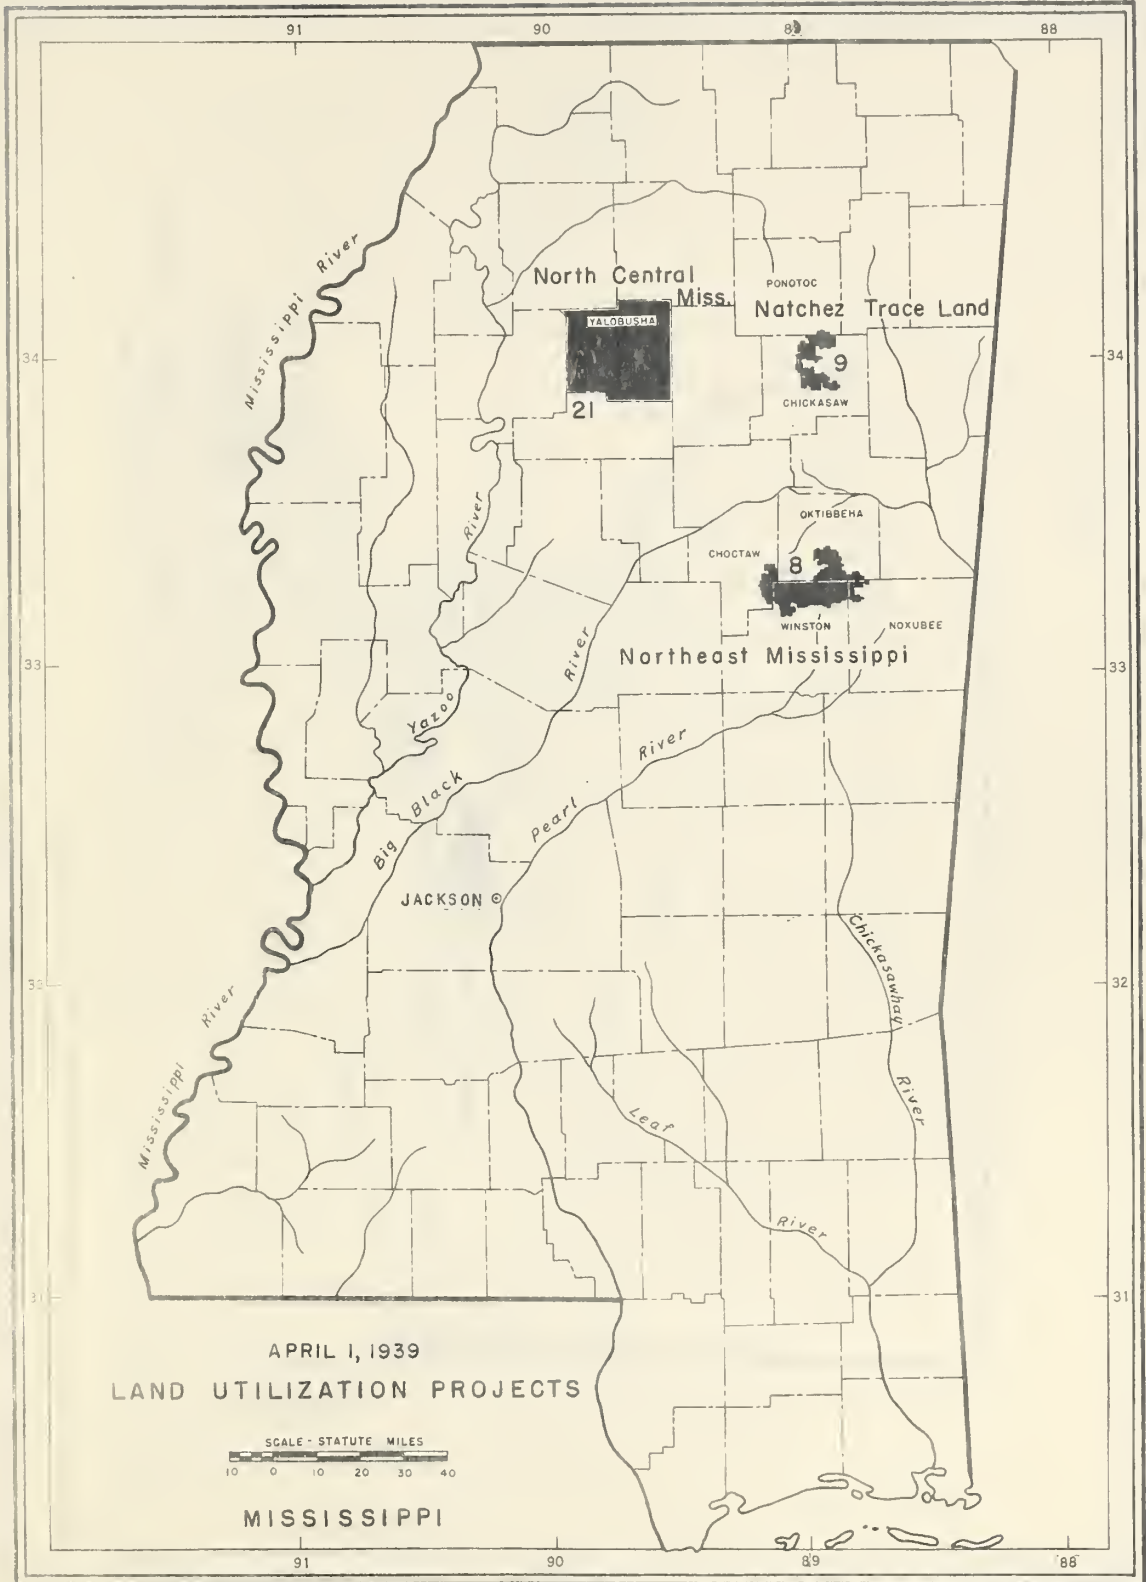 91 90 89 88
Mississippi River
North Central
Miss.
PONOTOC
Natchez Trace Land
YALOBUSHA
34 34
9
CHICKASAW
21
River
OKTIBBEHA
CHOCTAW
8
WINSTON
NOXUBEE
Northeast Mississippi
33 33
River
Yazoo
River
Big Black
Pearl
JACKSON
Chickasawhay
32
Mississippi River
River
Leaf
River
31 31
APRIL 1, 1939
LAND UTILIZATION PROJECTS
SCALE - STATUTE MILES
10 0 10 20 30 40
MISSISSIPPI
91 90 89 88